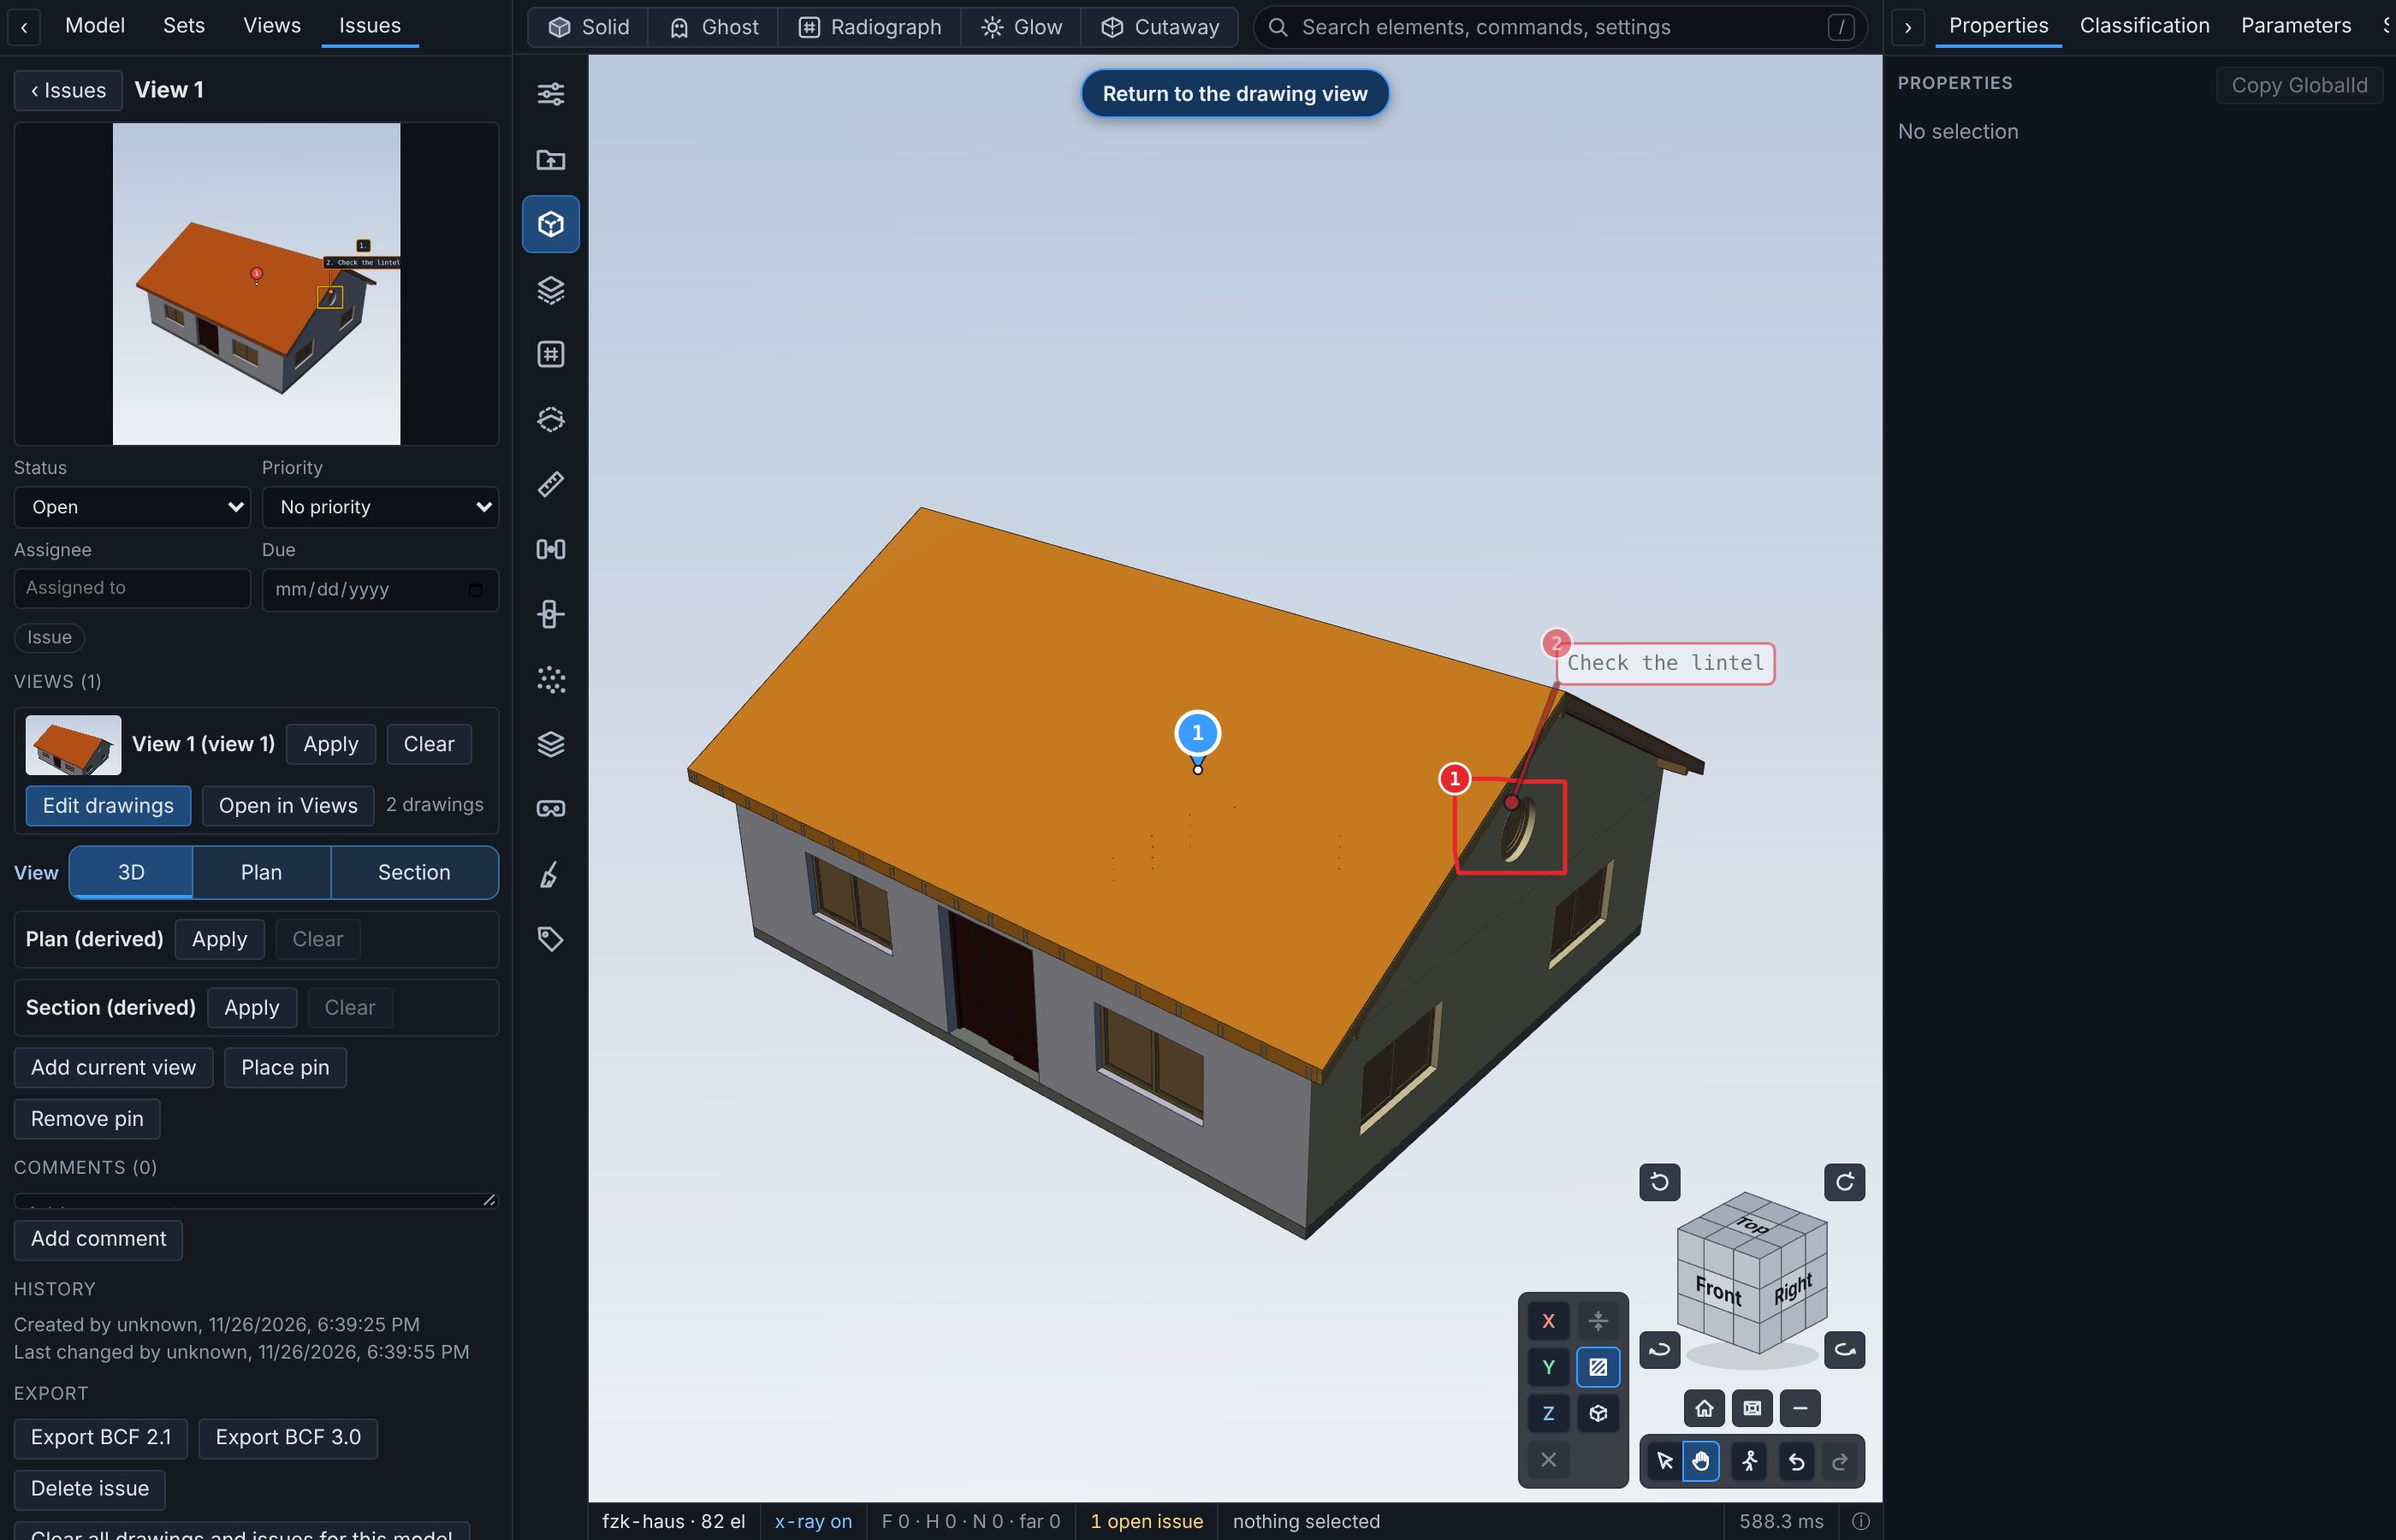 ‹ Model Sets Views Issues
Solid Ghost Radiograph Glow Cutaway
Search elements, commands, settings /
› Properties Classification Parameters
‹ Issues View 1
1.
2. Check the lintel
1
Status Priority
Open No priority
Assignee Due
Assigned to mm/dd/yyyy
Issue
VIEWS (1)
View 1 (view 1) Apply Clear
Edit drawings Open in Views 2 drawings
View 3D Plan Section
Plan (derived) Apply Clear
Section (derived) Apply Clear
Add current view Place pin
Remove pin
COMMENTS (0)
Add comment
HISTORY
Created by unknown, 11/26/2026, 6:39:25 PM
Last changed by unknown, 11/26/2026, 6:39:55 PM
EXPORT
Export BCF 2.1 Export BCF 3.0
Delete issue
Clear all drawings and issues for this model
Return to the drawing view
2
Check the lintel
1
1
Top
Front Right
X
Y
Z
fzk-haus · 82 el x-ray on F 0 · H 0 · N 0 · far 0 1 open issue nothing selected 588.3 ms
PROPERTIES Copy GlobalId
No selection